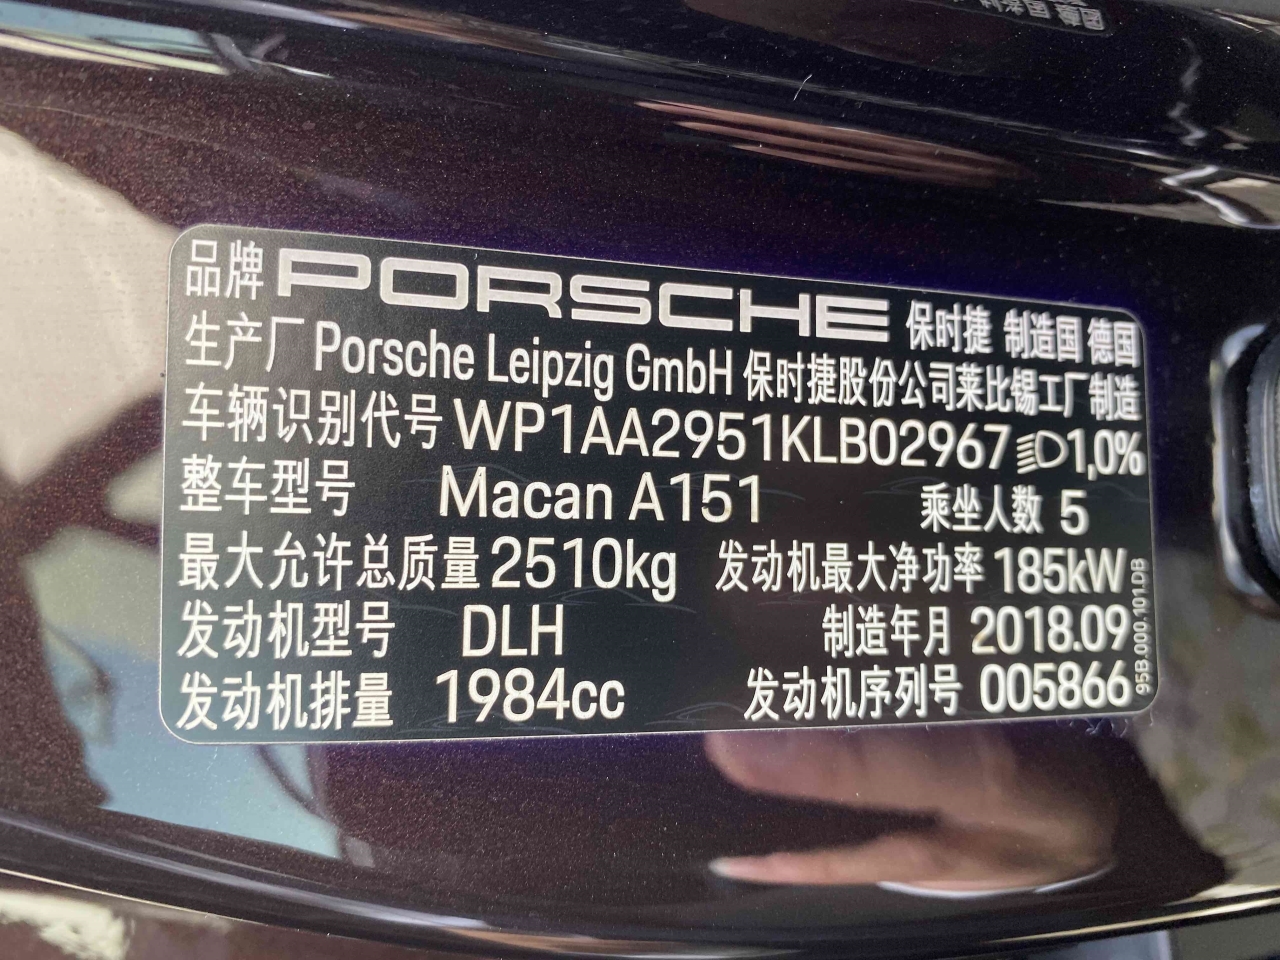 品牌 PORSCHE 保时捷 制造国 德国
生产厂 Porsche Leipzig GmbH 保时捷股份公司莱比锡工厂制造
车辆识别代号 WP1AA2951KLB02967 1,0%
整车型号 Macan A151 乘坐人数 5
最大允许总质量 2510kg 发动机最大净功率 185kW
发动机型号 DLH 制造年月 2018.09
发动机排量 1984cc 发动机序列号 005866
95B.000.101.DB